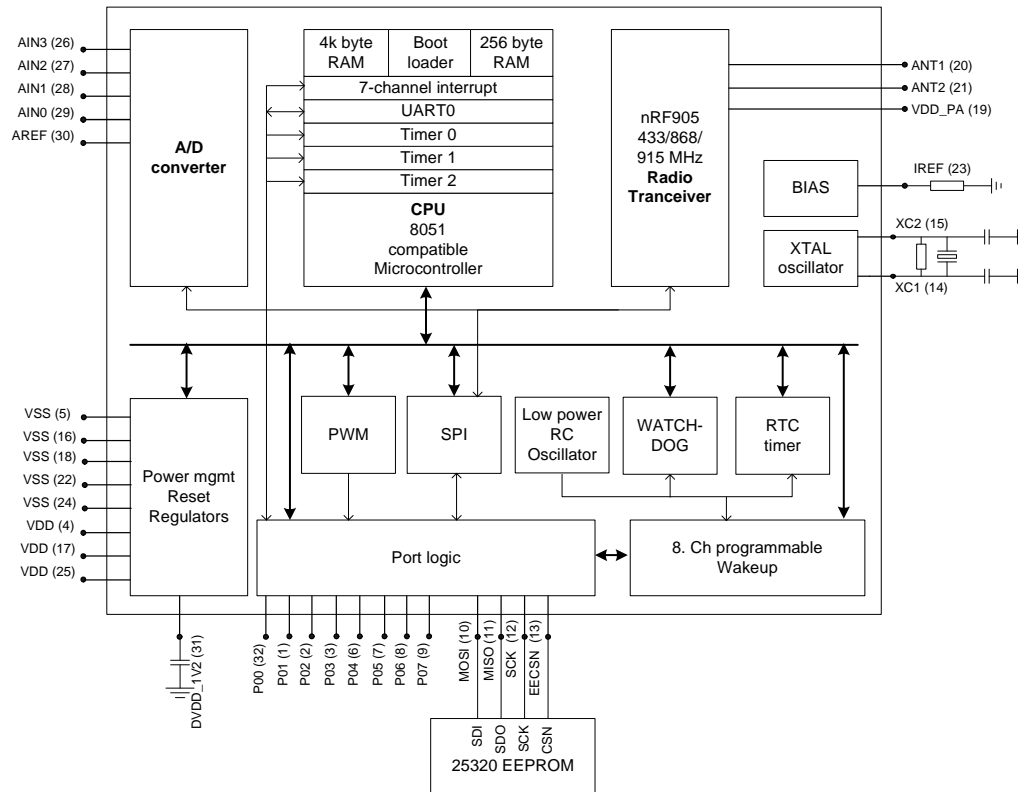 AIN3 (26)
AIN2 (27)
AIN1 (28)
AIN0 (29)
AREF (30)
A/D
converter
4k byte
RAM
Boot
loader
256 byte
RAM
7-channel interrupt
UART0
Timer 0
Timer 1
Timer 2
CPU
8051
compatible
Microcontroller
nRF905
433/868/
915 MHz
Radio
Tranceiver
ANT1 (20)
ANT2 (21)
VDD_PA (19)
BIAS
IREF (23)
XTAL
oscillator
XC2 (15)
XC1 (14)
VSS (5)
VSS (16)
VSS (18)
VSS (22)
VSS (24)
VDD (4)
VDD (17)
VDD (25)
Power mgmt
Reset
Regulators
PWM
SPI
Low power
RC
Oscillator
WATCH-
DOG
RTC
timer
Port logic
8. Ch programmable
Wakeup
DVDD_1V2 (31)
P00 (32)
P01 (1)
P02 (2)
P03 (3)
P04 (6)
P05 (7)
P06 (8)
P07 (9)
MOSI (10)
MISO (11)
SCK (12)
EECSN (13)
SDI
SDO
SCK
CSN
25320 EEPROM